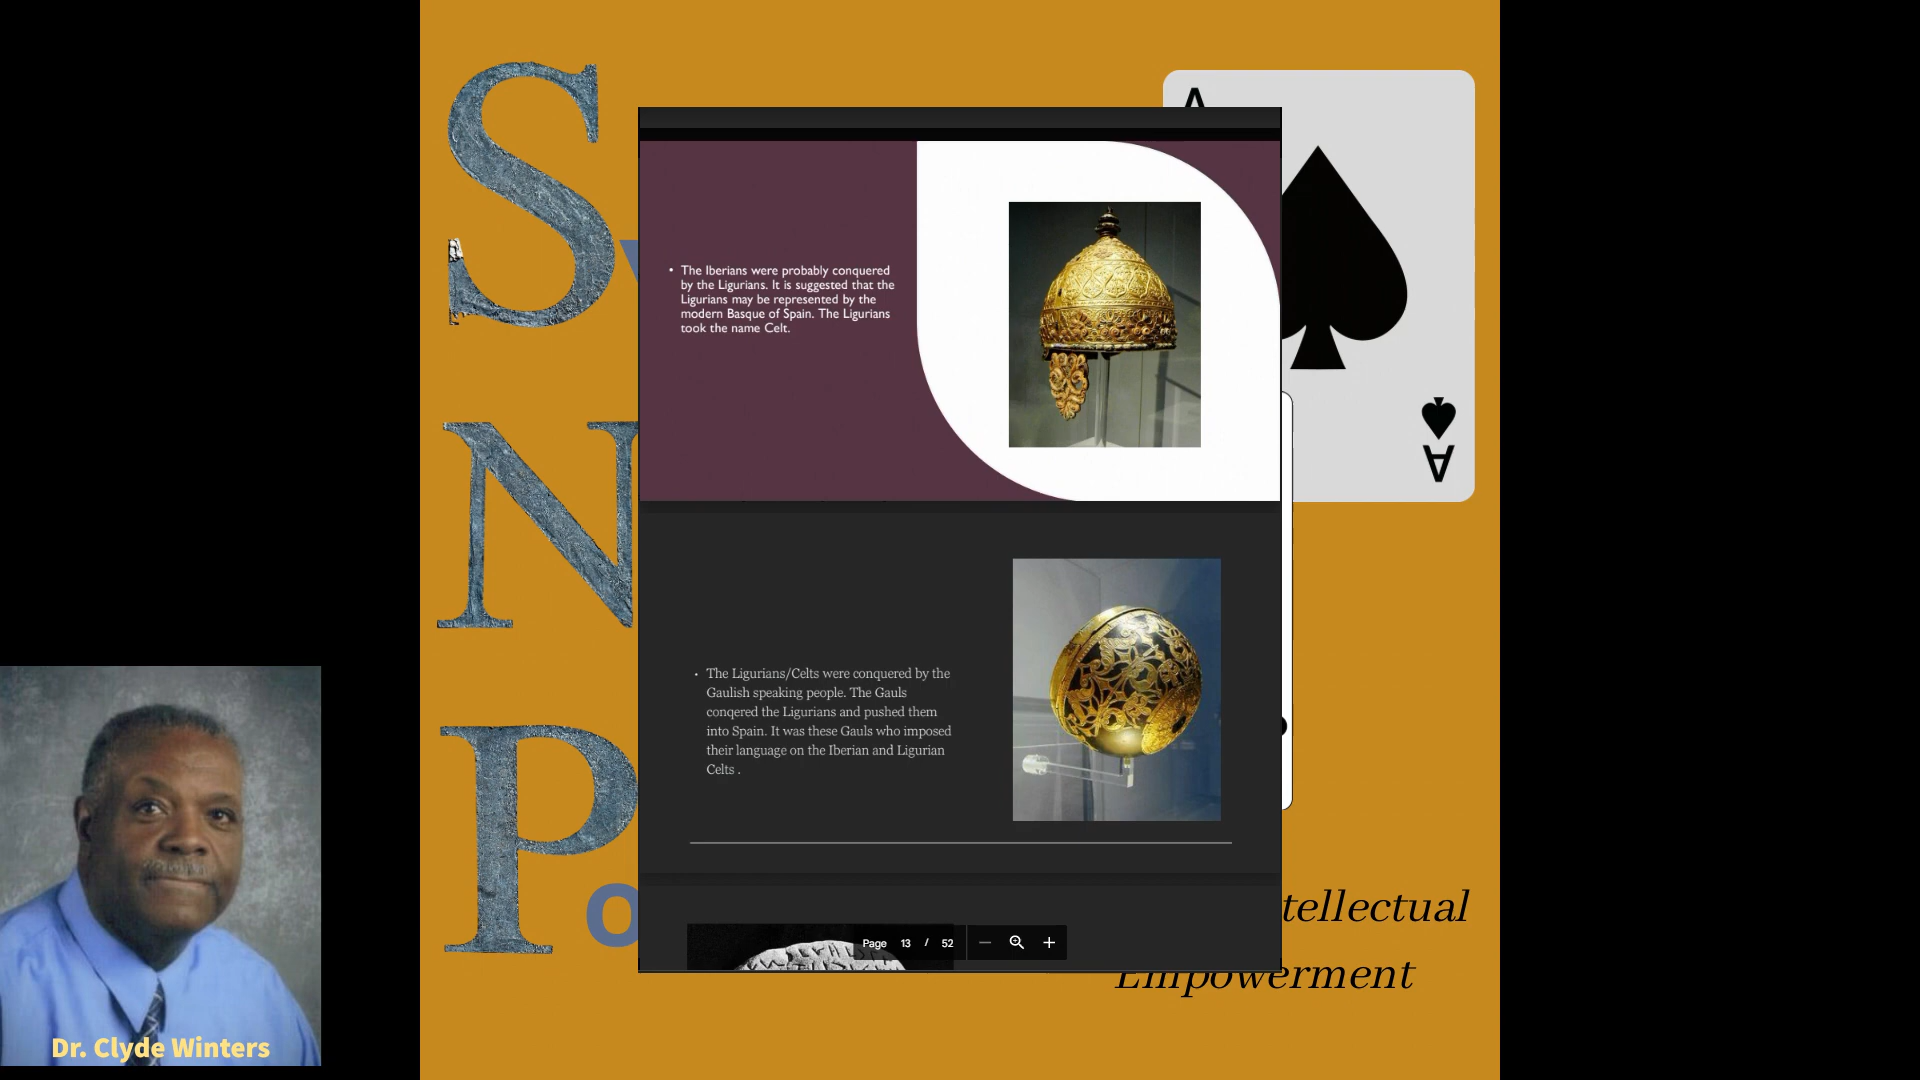 A
S
• The Iberians were probably conquered
by the Ligurians. It is suggested that the
Ligurians may be represented by the
modern Basque of Spain. The Ligurians
took the name Celt.
A
N
• The Ligurians/Celts were conquered by the
Gaulish speaking people. The Gauls
conqered the Ligurians and pushed them
into Spain. It was these Gauls who imposed
their language on the Iberian and Ligurian
Celts .
P
o
tellectual
Page 13 / 52
Empowerment
Dr. Clyde Winters